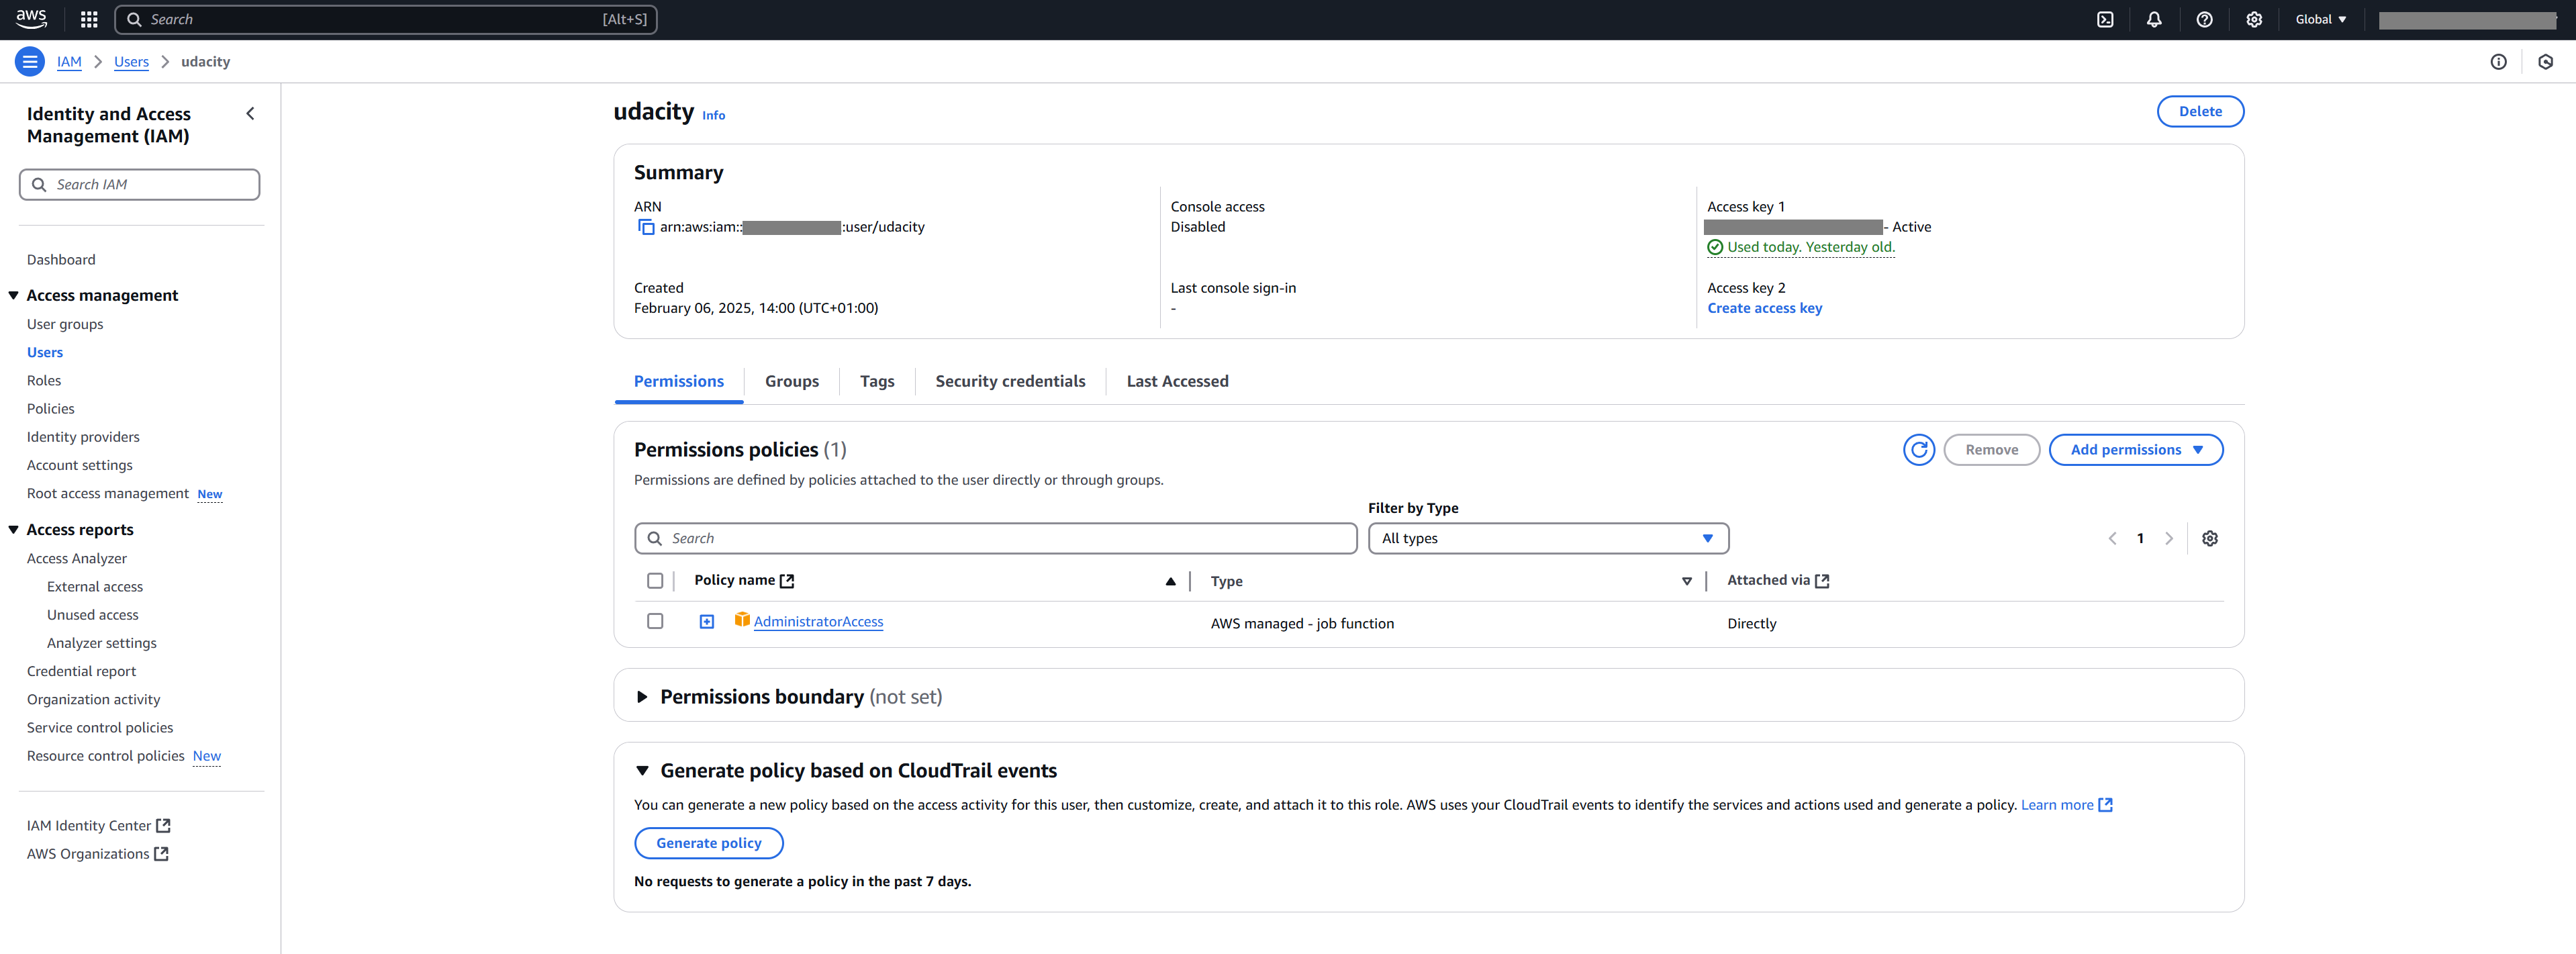 aws
Search [Alt+S]
Global
IAM > Users > udacity
Identity and Access
Management (IAM)
Search IAM
Dashboard
Access management
User groups
Users
Roles
Policies
Identity providers
Account settings
Root access management New
Access reports
Access Analyzer
External access
Unused access
Analyzer settings
Credential report
Organization activity
Service control policies
Resource control policies New
IAM Identity Center
AWS Organizations
udacity Info
Delete
Summary
ARN
arn:aws:iam:: :user/udacity
Created
February 06, 2025, 14:00 (UTC+01:00)
Console access
Disabled
Last console sign-in
-
Access key 1
- Active
Used today. Yesterday old.
Access key 2
Create access key
Permissions Groups Tags Security credentials Last Accessed
Permissions policies (1)
Remove Add permissions
Permissions are defined by policies attached to the user directly or through groups.
Filter by Type
Search All types
1
Policy name Type Attached via
AdministratorAccess AWS managed - job function Directly
Permissions boundary (not set)
Generate policy based on CloudTrail events
You can generate a new policy based on the access activity for this user, then customize, create, and attach it to this role. AWS uses your CloudTrail events to identify the services and actions used and generate a policy. Learn more
Generate policy
No requests to generate a policy in the past 7 days.